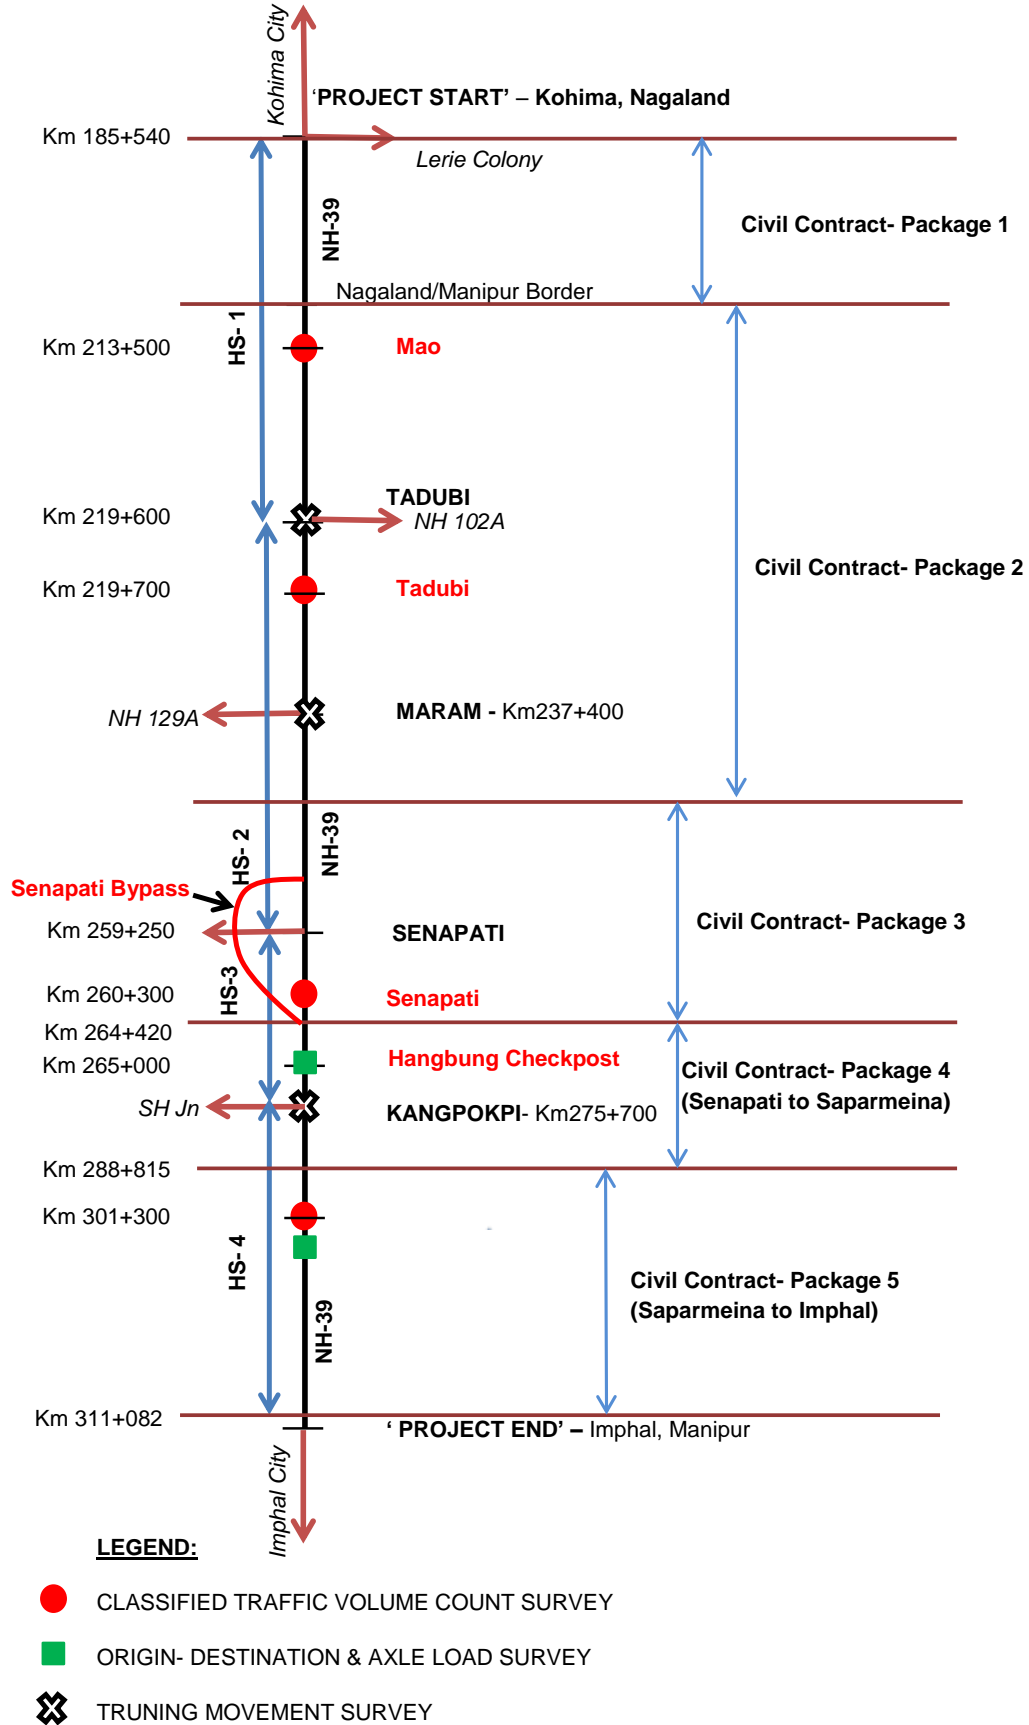 Kohima City
‘PROJECT START’ – Kohima, Nagaland
Km 185+540
Lerie Colony
NH-39
Civil Contract- Package 1
Nagaland/Manipur Border
HS- 1
Km 213+500
Mao
TADUBI
Km 219+600
NH 102A
Civil Contract- Package 2
Km 219+700
Tadubi
NH 129A
MARAM - Km237+400
NH-39
HS- 2
Senapati Bypass
Civil Contract- Package 3
Km 259+250
SENAPATI
HS-3
Km 260+300
Senapati
Km 264+420
Km 265+000
Hangbung Checkpost
Civil Contract- Package 4
(Senapati to Saparmeina)
SH Jn
KANGPOKPI- Km275+700
Km 288+815
Km 301+300
HS- 4
Civil Contract- Package 5
(Saparmeina to Imphal)
NH-39
Km 311+082
‘ PROJECT END’ – Imphal, Manipur
Imphal City
LEGEND:
CLASSIFIED TRAFFIC VOLUME COUNT SURVEY
ORIGIN- DESTINATION & AXLE LOAD SURVEY
TRUNING MOVEMENT SURVEY